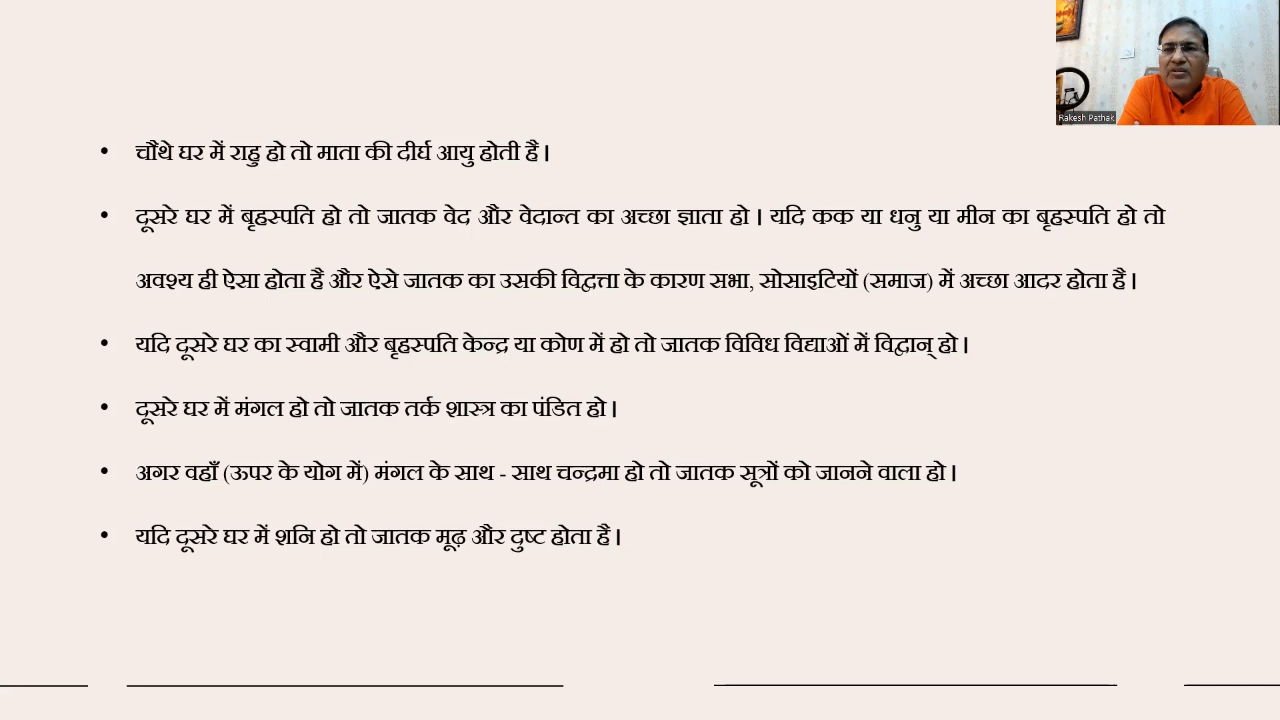 Rakesh Pathak
• चौथे घर में राहु हो तो माता की दीर्घ आयु होती है ।
• दूसरे घर में बृहस्पति हो तो जातक वेद और वेदान्त का अच्छा ज्ञाता हो । यदि कक या धनु या मीन का बृहस्पति हो तो
अवश्य ही ऐसा होता है और ऐसे जातक का उसकी विद्वत्ता के कारण सभा, सोसाइटियों (समाज) में अच्छा आदर होता है ।
• यदि दूसरे घर का स्वामी और बृहस्पति केन्द्र या कोण में हो तो जातक विविध विद्याओं में विद्वान् हो ।
• दूसरे घर में मंगल हो तो जातक तर्क शास्त्र का पंडित हो ।
• अगर वहाँ (ऊपर के योग में) मंगल के साथ - साथ चन्द्रमा हो तो जातक सूत्रों को जानने वाला हो ।
• यदि दूसरे घर में शनि हो तो जातक मूढ़ और दुष्ट होता है ।